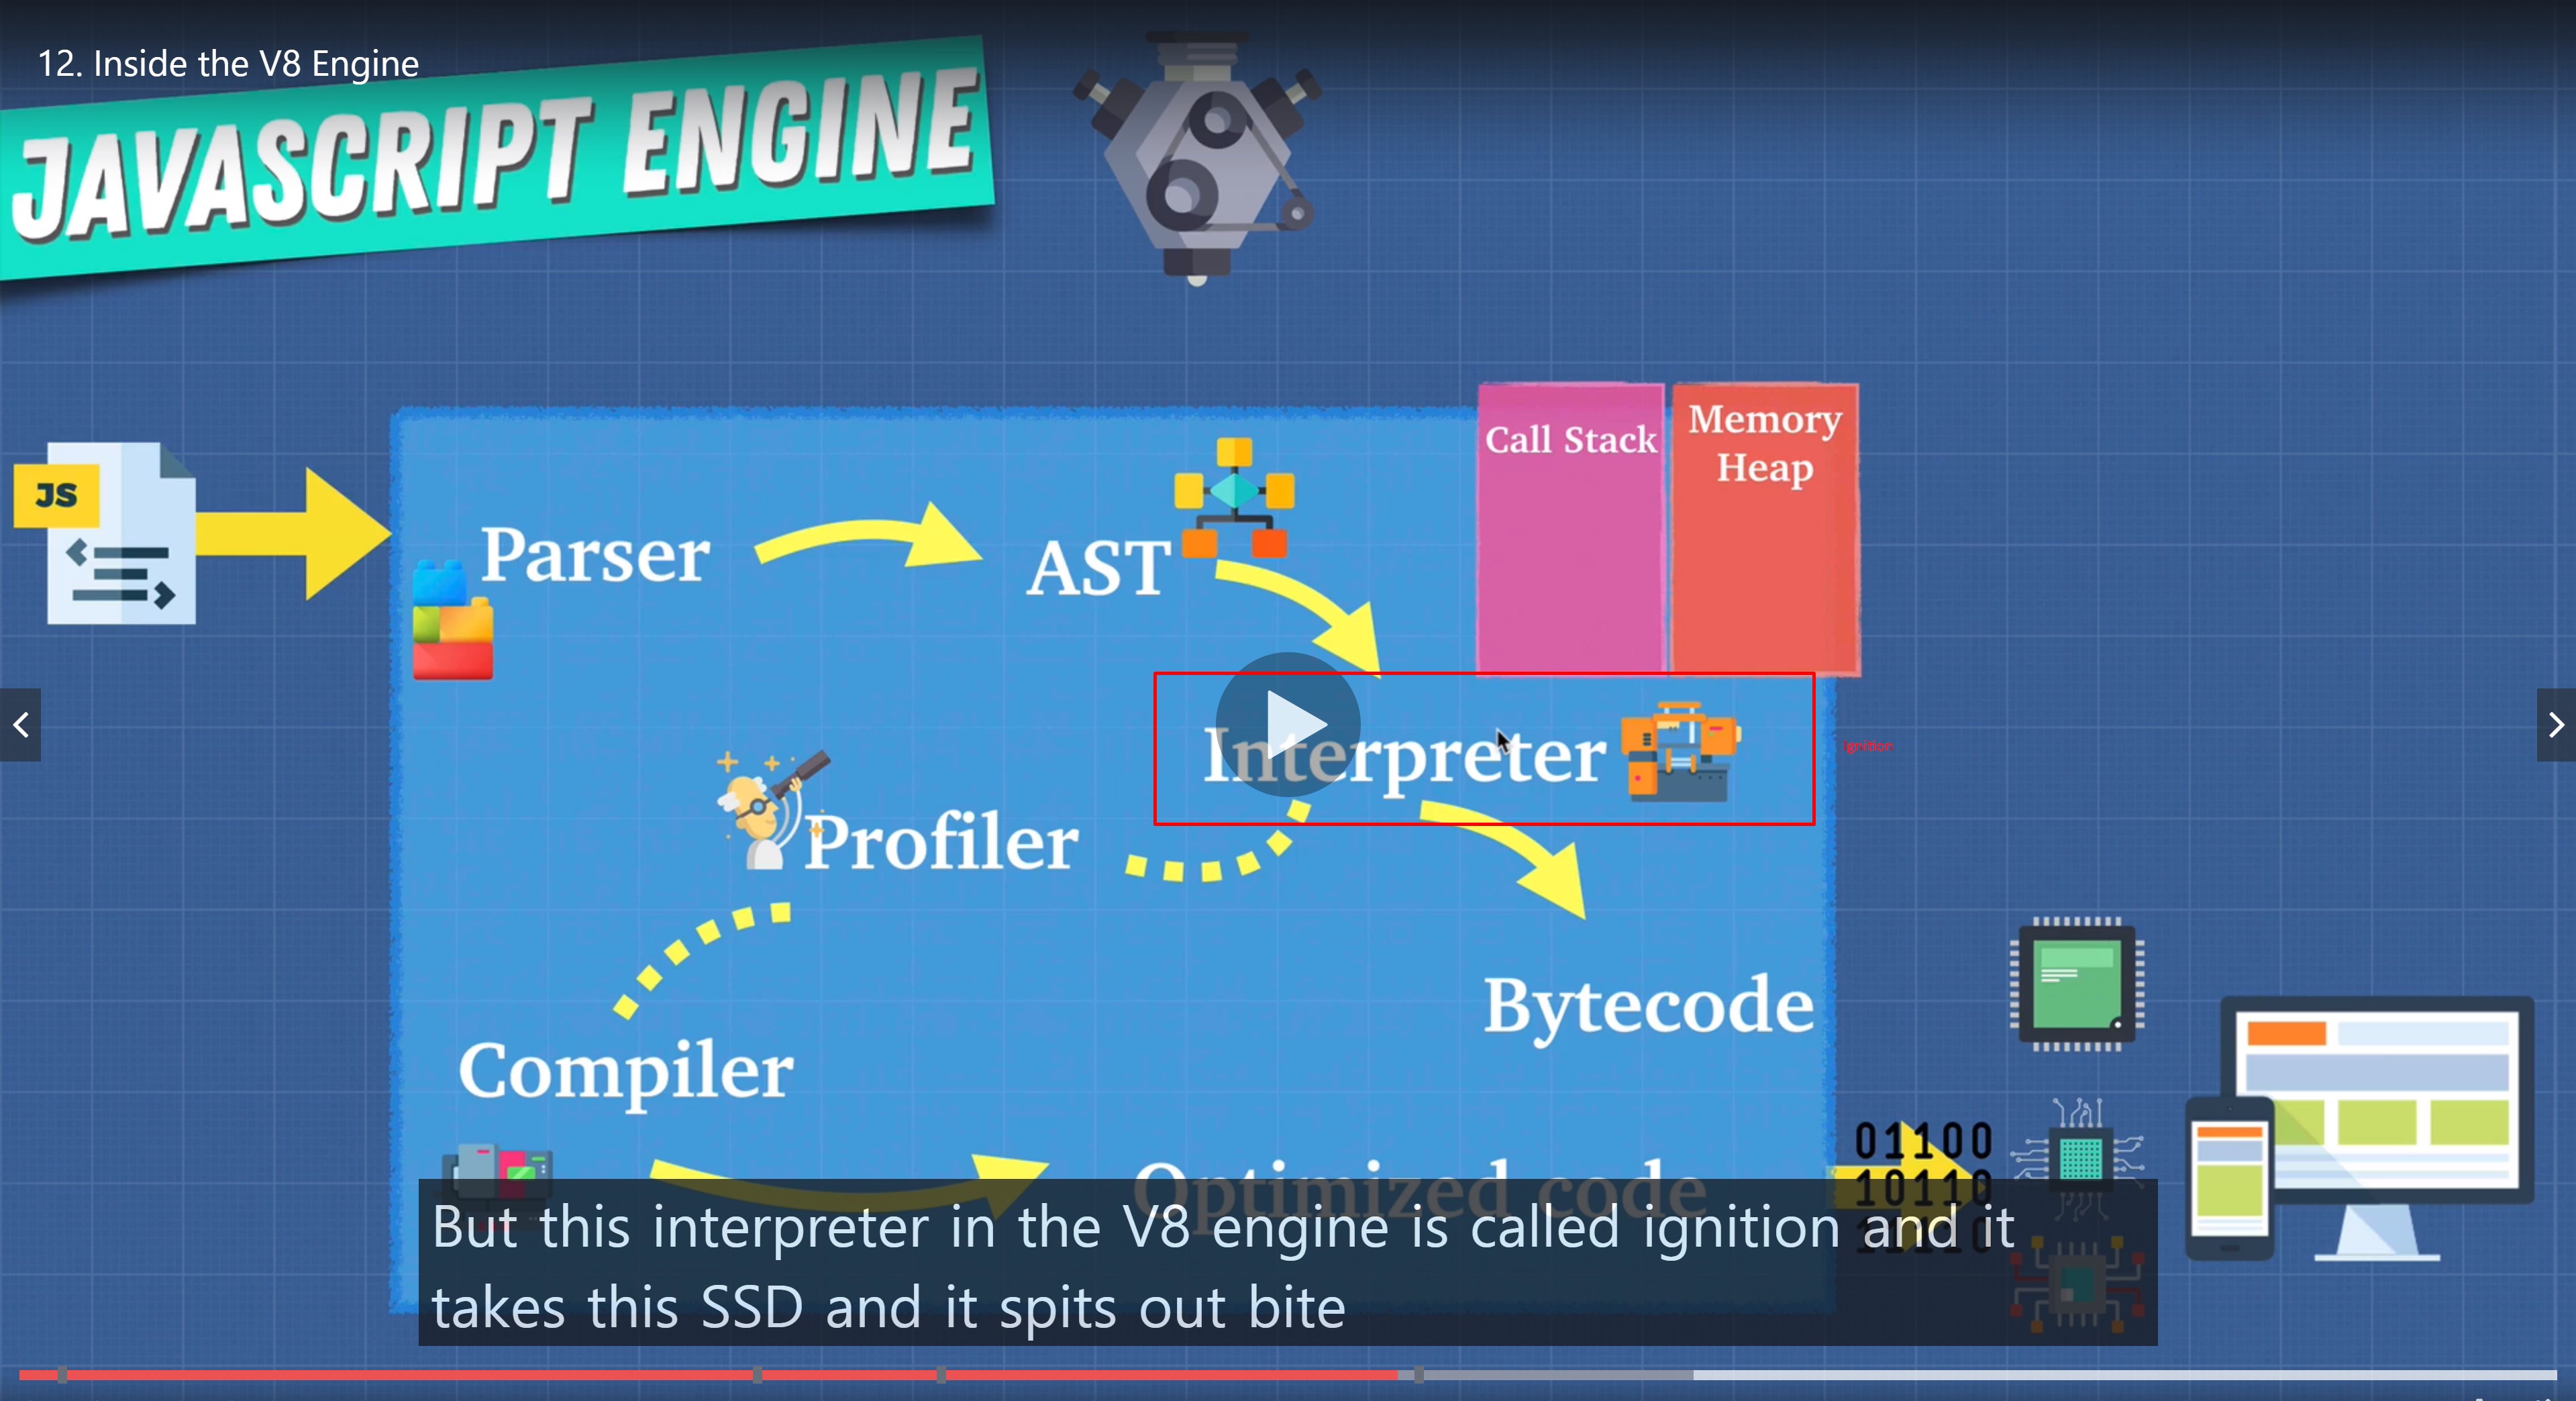 12. Inside the V8 Engine
JAVASCRIPT ENGINE
JS
Call Stack
Memory
Heap
Parser
AST
Interpreter
Ignition
Profiler
Bytecode
Compiler
01100
10110
Optimized code
But this interpreter in the V8 engine is called ignition and it
takes this SSD and it spits out bite